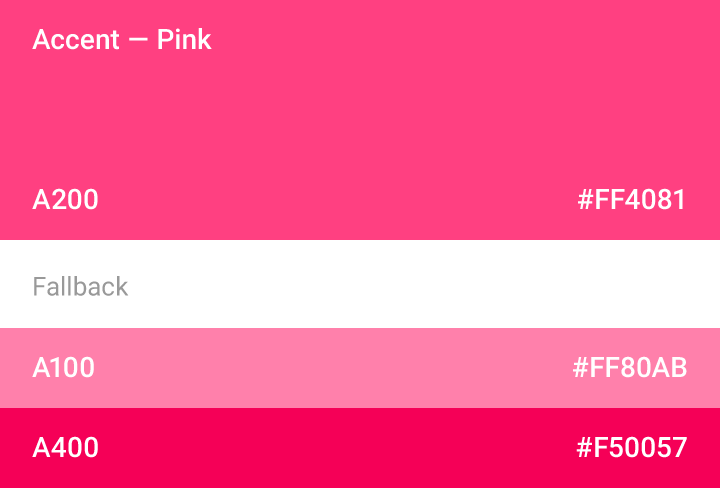 Accent — Pink
A200 #FF4081
Fallback
A100 #FF80AB
A400 #F50057